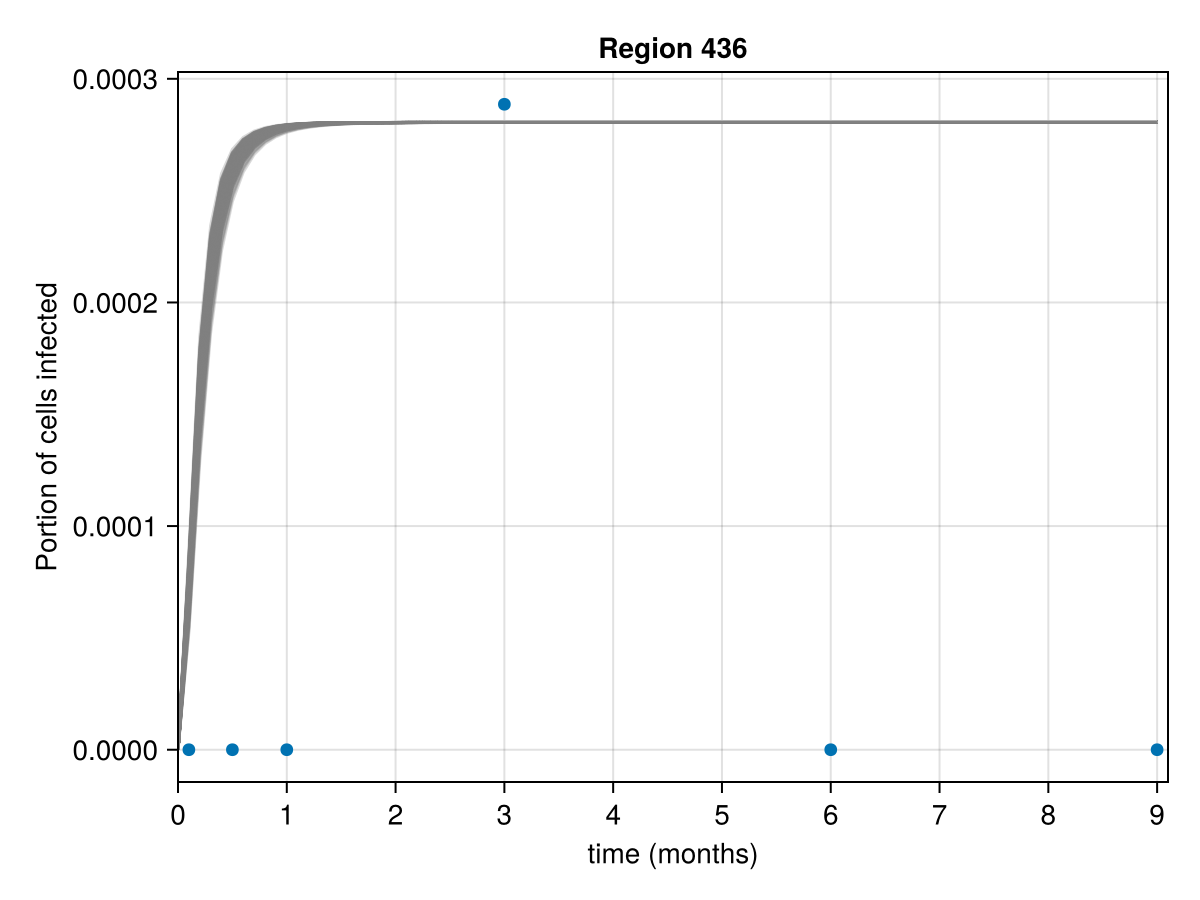 Region 436
0.0003
0.0002
0.0001
0.0000
Portion of cells infected
0 1 2 3 4 5 6 7 8 9
time (months)